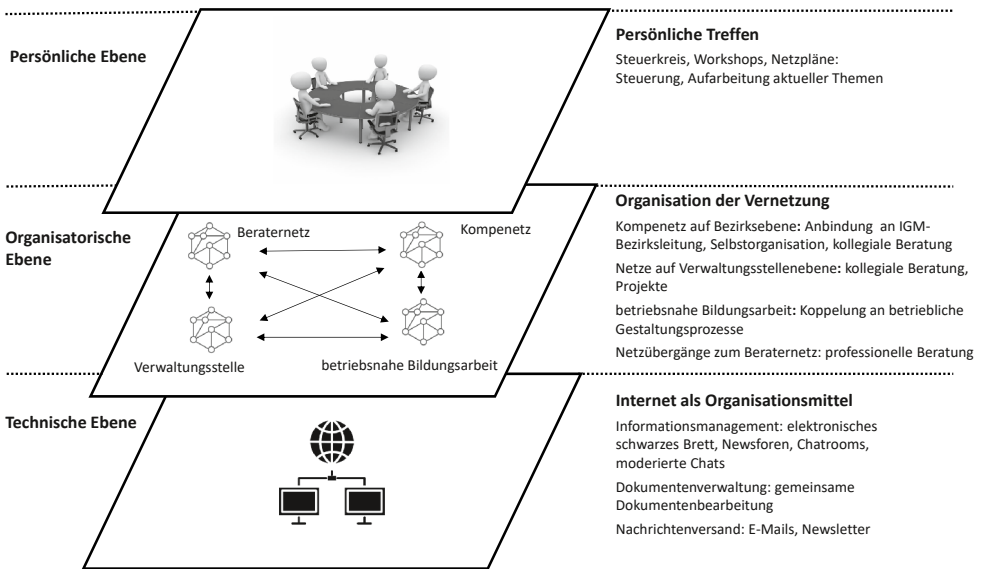 Persönliche Ebene
Persönliche Treffen
Steuerkreis, Workshops, Netzpläne:
Steuerung, Aufarbeitung aktueller Themen
Organisatorische
Ebene
Beraternetz
Kompenetz
Verwaltungsstelle
betriebsnahe Bildungsarbeit
Organisation der Vernetzung
Kompenetz auf Bezirksebene: Anbindung an IGM-
Bezirksleitung, Selbstorganisation, kollegiale Beratung
Netze auf Verwaltungsstellenebene: kollegiale Beratung,
Projekte
betriebsnahe Bildungsarbeit: Koppelung an betriebliche
Gestaltungsprozesse
Netzübergänge zum Beraternetz: professionelle Beratung
Technische Ebene
Internet als Organisationsmittel
Informationsmanagement: elektronisches
schwarzes Brett, Newsforen, Chatrooms,
moderierte Chats
Dokumentenverwaltung: gemeinsame
Dokumentenbearbeitung
Nachrichtenversand: E-Mails, Newsletter